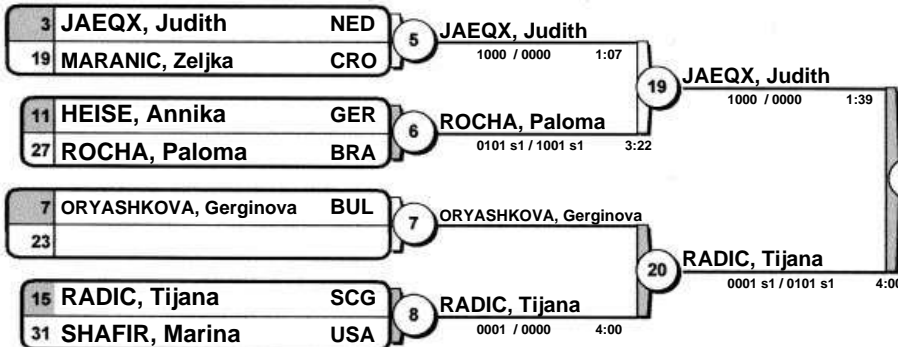 3 JAEQX, Judith NED
19 MARANIC, Zeljka CRO
5
JAEQX, Judith
1000 / 0000 1:07
11 HEISE, Annika GER
27 ROCHA, Paloma BRA
6
ROCHA, Paloma
0101 s1 / 1001 s1 3:22
19
JAEQX, Judith
1000 / 0000 1:39
7 ORYASHKOVA, Gerginova BUL
23
7
ORYASHKOVA, Gerginova
15 RADIC, Tijana SCG
31 SHAFIR, Marina USA
8
RADIC, Tijana
0001 / 0000 4:00
20
RADIC, Tijana
0001 s1 / 0101 s1 4:00